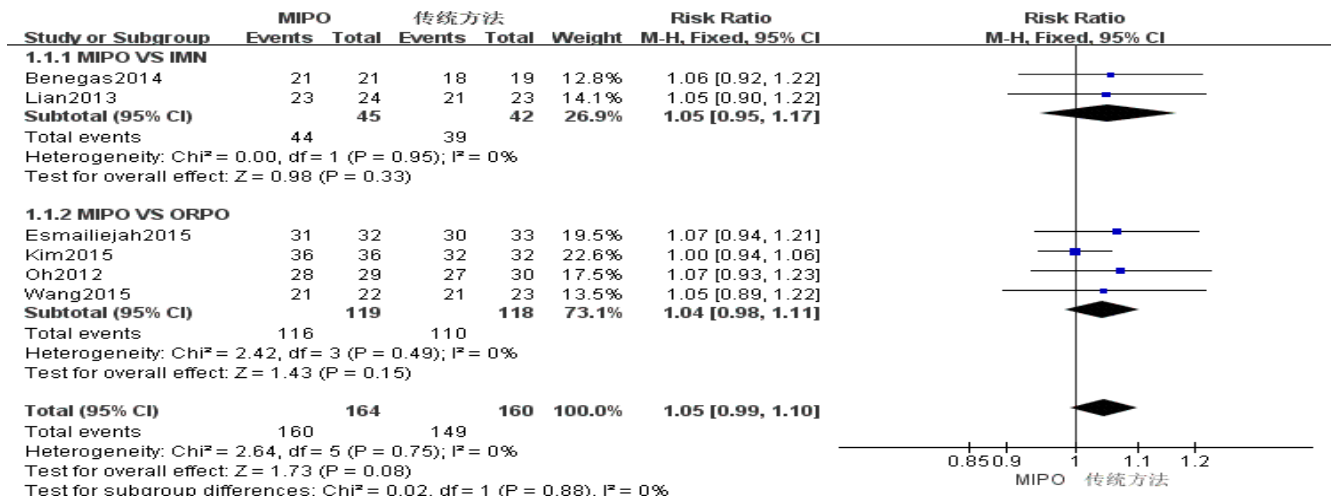 MIPO 传统方法 Risk Ratio Risk Ratio
Study or Subgroup Events Total Events Total Weight M-H, Fixed, 95% CI M-H, Fixed, 95% CI
1.1.1 MIPO VS IMN
Benegas2014 21 21 18 19 12.8% 1.06 [0.92, 1.22]
Lian2013 23 24 21 23 14.1% 1.05 [0.90, 1.22]
Subtotal (95% CI) 45 42 26.9% 1.05 [0.95, 1.17]
Total events 44 39
Heterogeneity: Chi² = 0.00, df = 1 (P = 0.95); I² = 0%
Test for overall effect: Z = 0.98 (P = 0.33)
1.1.2 MIPO VS ORPO
Esmailiejah2015 31 32 30 33 19.5% 1.07 [0.94, 1.21]
Kim2015 36 36 32 32 22.6% 1.00 [0.94, 1.06]
Oh2012 28 29 27 30 17.5% 1.07 [0.93, 1.23]
Wang2015 21 22 21 23 13.5% 1.05 [0.89, 1.22]
Subtotal (95% CI) 119 118 73.1% 1.04 [0.98, 1.11]
Total events 116 110
Heterogeneity: Chi² = 2.42, df = 3 (P = 0.49); I² = 0%
Test for overall effect: Z = 1.43 (P = 0.15)
Total (95% CI) 164 160 100.0% 1.05 [0.99, 1.10]
Total events 160 149
Heterogeneity: Chi² = 2.64, df = 5 (P = 0.75); I² = 0%
Test for overall effect: Z = 1.73 (P = 0.08)
Test for subgroup differences: Chi² = 0.02, df = 1 (P = 0.88), I² = 0%
0.85 0.9 1 1.1 1.2
MIPO 传统方法